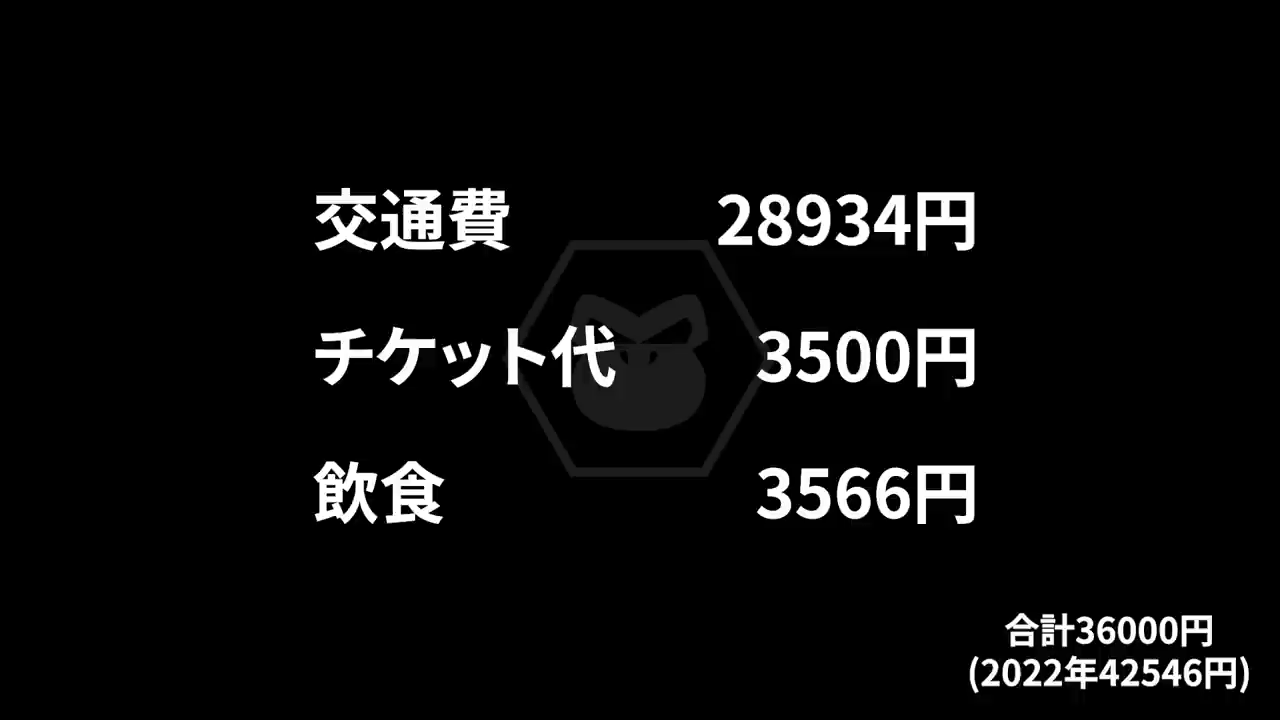 交通費 28934円
チケット代 3500円
飲食 3566円
合計36000円
(2022年42546円)